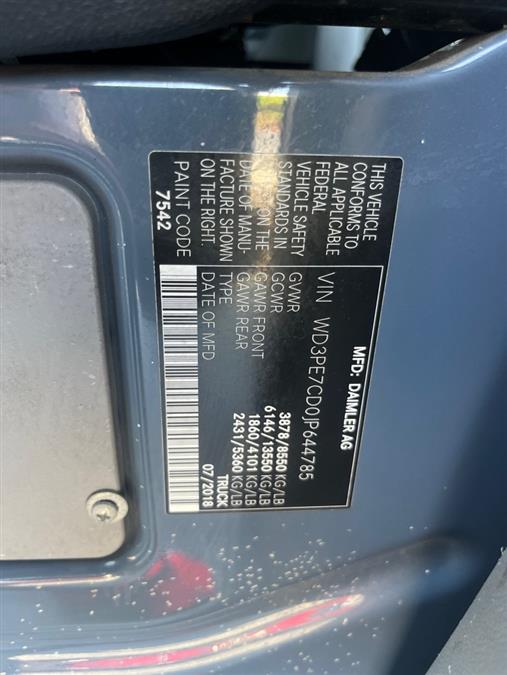 MFD: DAIMLER AG
THIS VEHICLE
CONFORMS TO
ALL APPLICABLE
FEDERAL
VEHICLE SAFETY
STANDARDS IN
EFFECT ON THE
DATE OF MANU-
FACTURE SHOWN
ON THE RIGHT.
PAINT CODE
7542
VIN WD3PE7CD0JP644785
GVWR 3878/8550 KG/LB
GCWR 6146/13550 KG/LB
GAWR FRONT 1860/4101 KG/LB
GAWR REAR 2431/5360 KG/LB
TYPE TRUCK
DATE OF MFD 07/2018